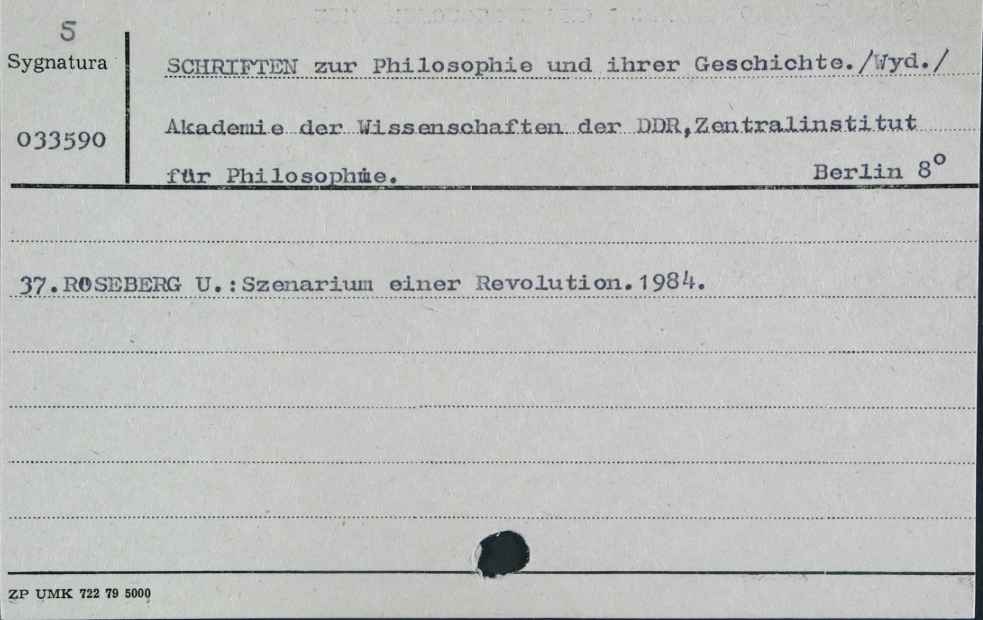 5
Sygnatura
033590
SCHRIFTEN zur Philosophie und ihrer Geschichte./Wyd./
Akademie der Wissenschaften der DDR,Zentralinstitut
für Philosophie. Berlin 8°
37.ROSEBERG U.:Szenarium einer Revolution.1984.
ZP UMK 722 79 5000